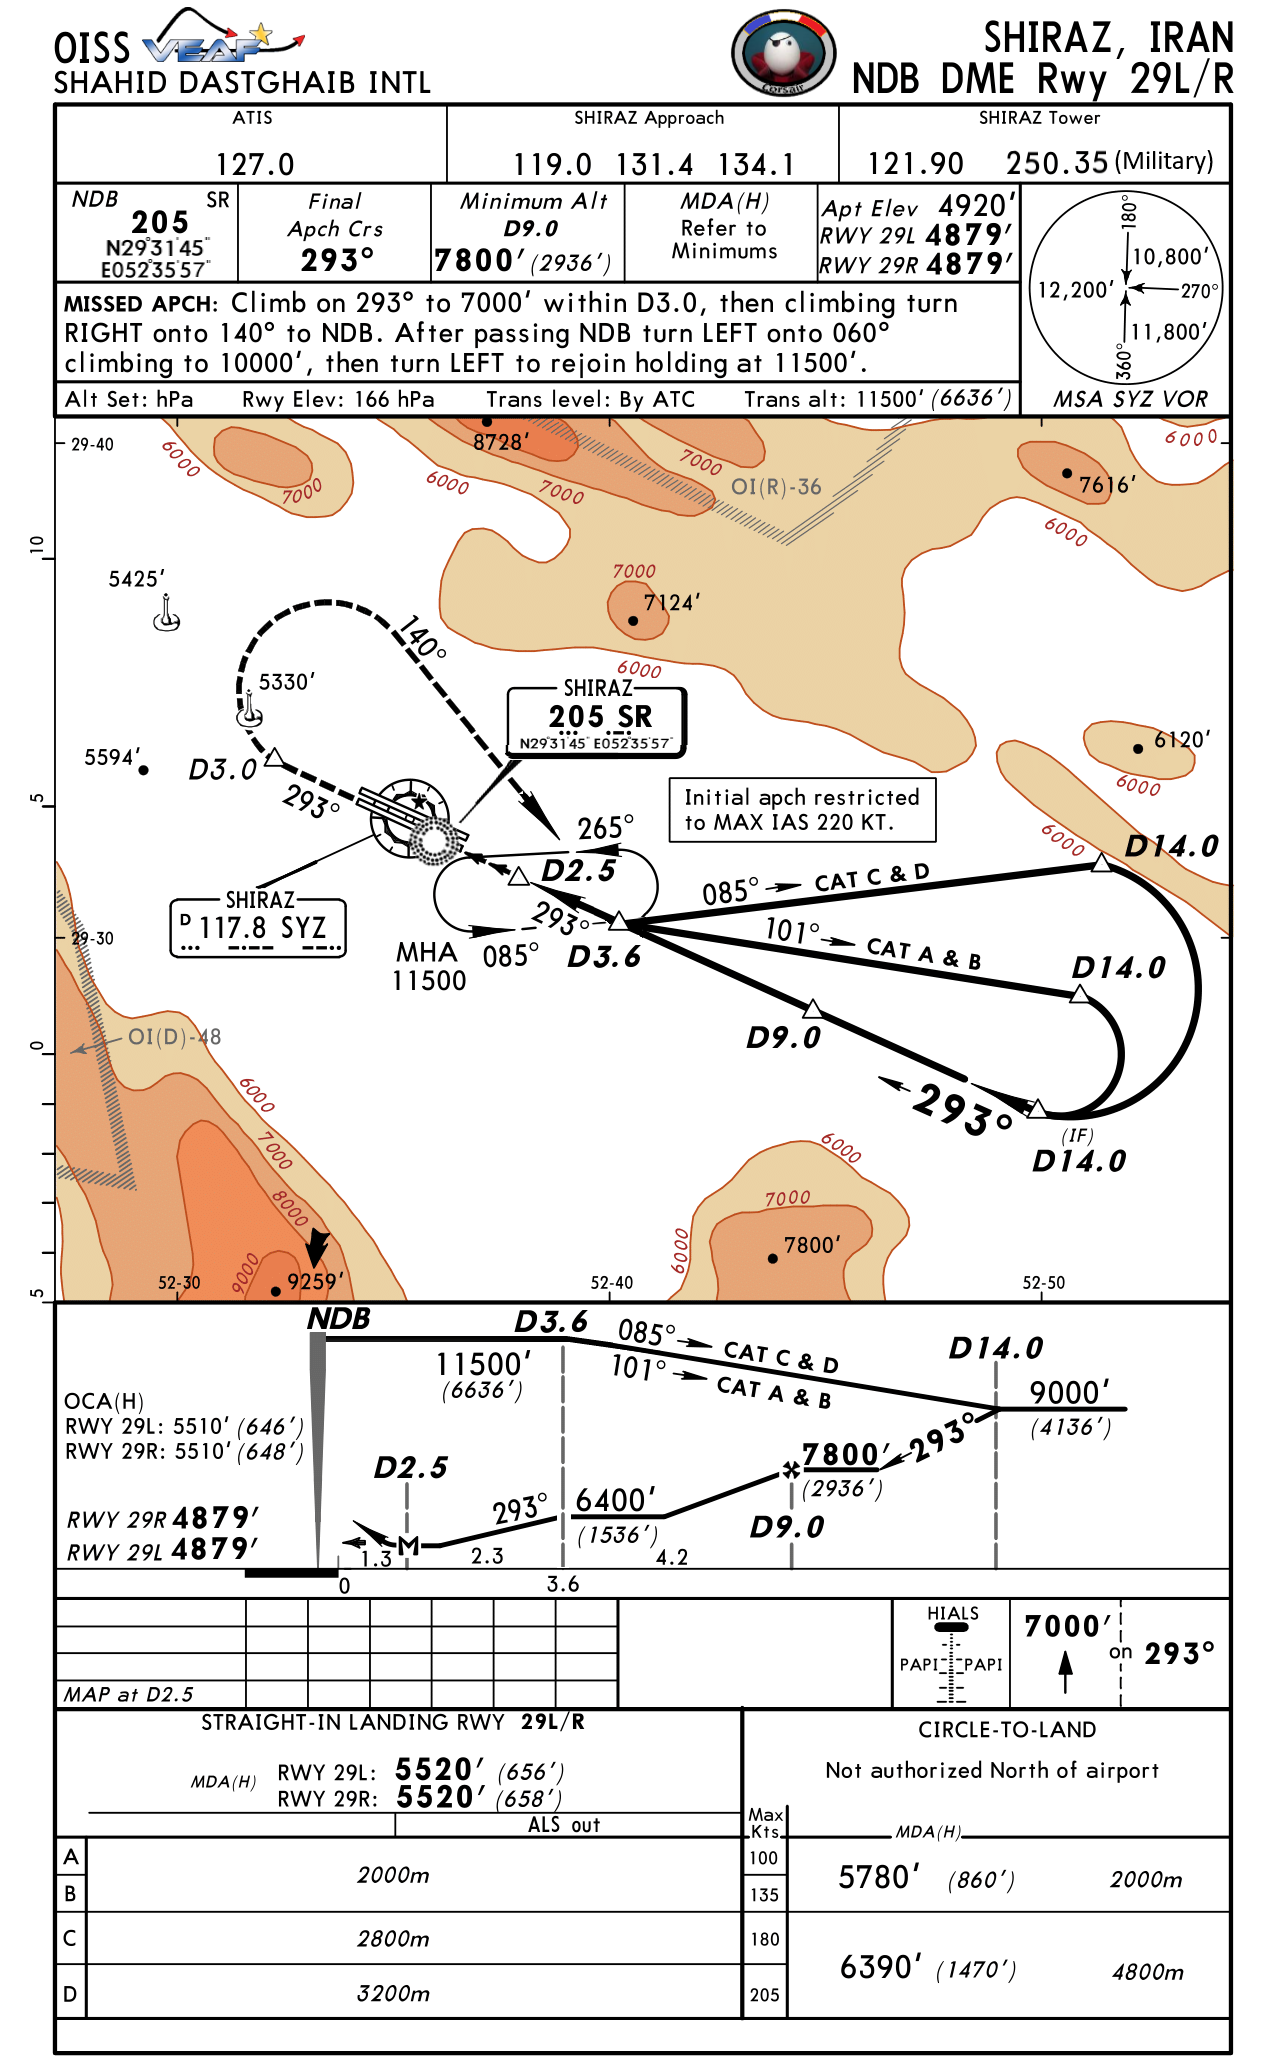 OISS
VEAF
SHAHID DASTGHAIB INTL
Corsair
SHIRAZ, IRAN
NDB DME Rwy 29L/R
ATIS
127.0
SHIRAZ Approach
119.0 131.4 134.1
SHIRAZ Tower
121.90 250.35 (Military)
NDB SR
205
N29°31'45"
E052°35'57"
Final
Apch Crs
293°
Minimum Alt
D9.0
7800' (2936')
MDA(H)
Refer to
Minimums
Apt Elev 4920'
RWY 29L 4879'
RWY 29R 4879'
180°
10,800'
12,200'
270°
11,800'
360°
MSA SYZ VOR
MISSED APCH: Climb on 293° to 7000' within D3.0, then climbing turn
RIGHT onto 140° to NDB. After passing NDB turn LEFT onto 060°
climbing to 10000', then turn LEFT to rejoin holding at 11500'.
Alt Set: hPa Rwy Elev: 166 hPa Trans level: By ATC Trans alt: 11500' (6636')
29-40
6000
7000
8728'
6000
7000
7000
OI(R)-36
6000
7616'
6000
10
5425'
7000
7124'
6000
140°
5330'
SHIRAZ
205 SR
N29°31'45" E052°35'57"
5594'
D3.0
293°
6120'
6000
5
Initial apch restricted
to MAX IAS 220 KT.
6000
265°
D14.0
D2.5
085° CAT C & D
SHIRAZ
D 117.8 SYZ
293°
101° CAT A & B
29-30
MHA
11500
085°
D3.6
D14.0
OI(D)-48
D9.0
0
6000
293°
(IF)
D14.0
7000
6000
8000
7000
6000
7800'
9000
9259'
52-30
52-40
52-50
5
NDB
D3.6
085° CAT C & D
101° CAT A & B
D14.0
11500'
(6636')
9000'
(4136')
OCA(H)
RWY 29L: 5510' (646')
RWY 29R: 5510' (648')
293°
7800'
(2936')
D2.5
293°
6400'
(1536')
D9.0
RWY 29R 4879'
RWY 29L 4879'
M
1.3
2.3
4.2
0
3.6
MAP at D2.5
HIALS
PAPI PAPI
7000'
on 293°
STRAIGHT-IN LANDING RWY 29L/R
MDA(H)
RWY 29L: 5520' (656')
RWY 29R: 5520' (658')
ALS out
CIRCLE-TO-LAND
Not authorized North of airport
Max
Kts
MDA(H)
A
B
2000m
100
135
5780' (860') 2000m
C
2800m
180
D
3200m
205
6390' (1470') 4800m